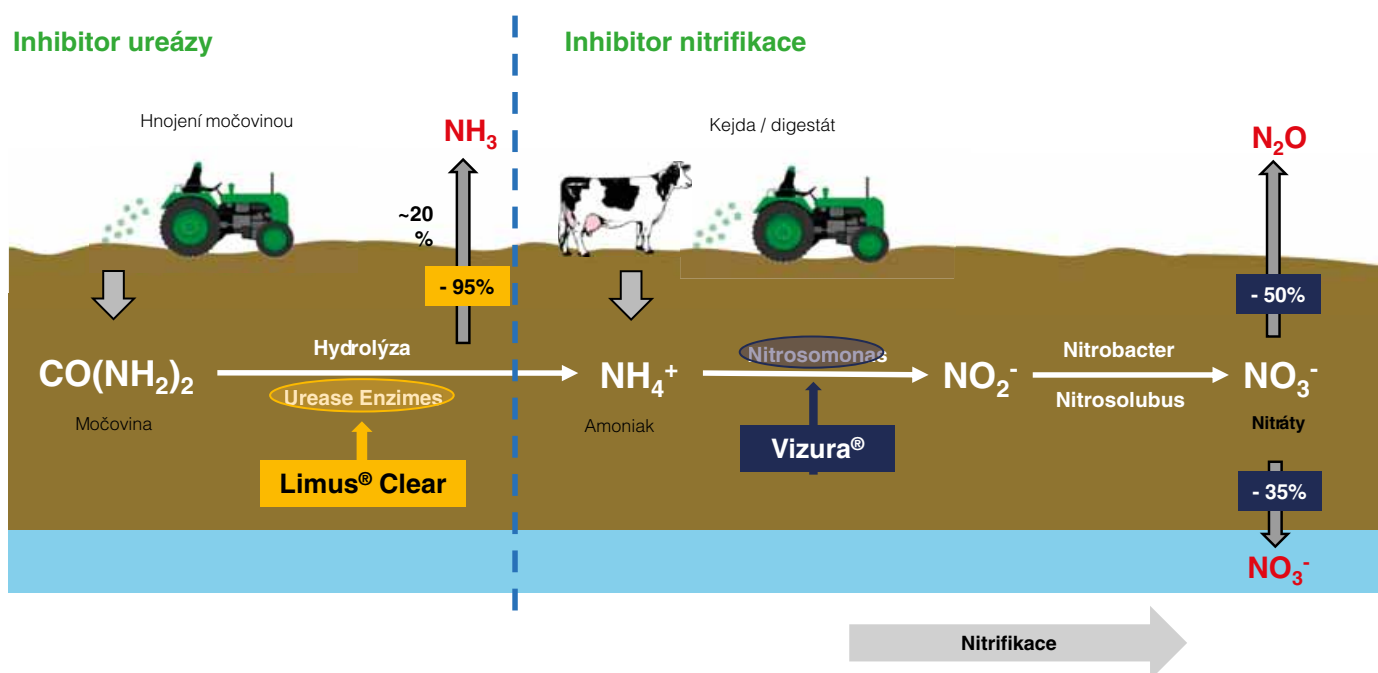 Inhibitor ureázy
Inhibitor nitrifikace
Hnojení močovinou
NH₃
Kejda / digestát
N₂O
~20
%
- 95%
- 50%
Hydrolýza
CO(NH₂)₂
Urease Enzimes
Močovina
NH₄⁺
Amoniak
Nitrosomonas
NO₂⁻
Nitrobacter
Nitrosolubus
NO₃⁻
Nitráty
Limus® Clear
Vizura®
- 35%
NO₃⁻
Nitrifikace